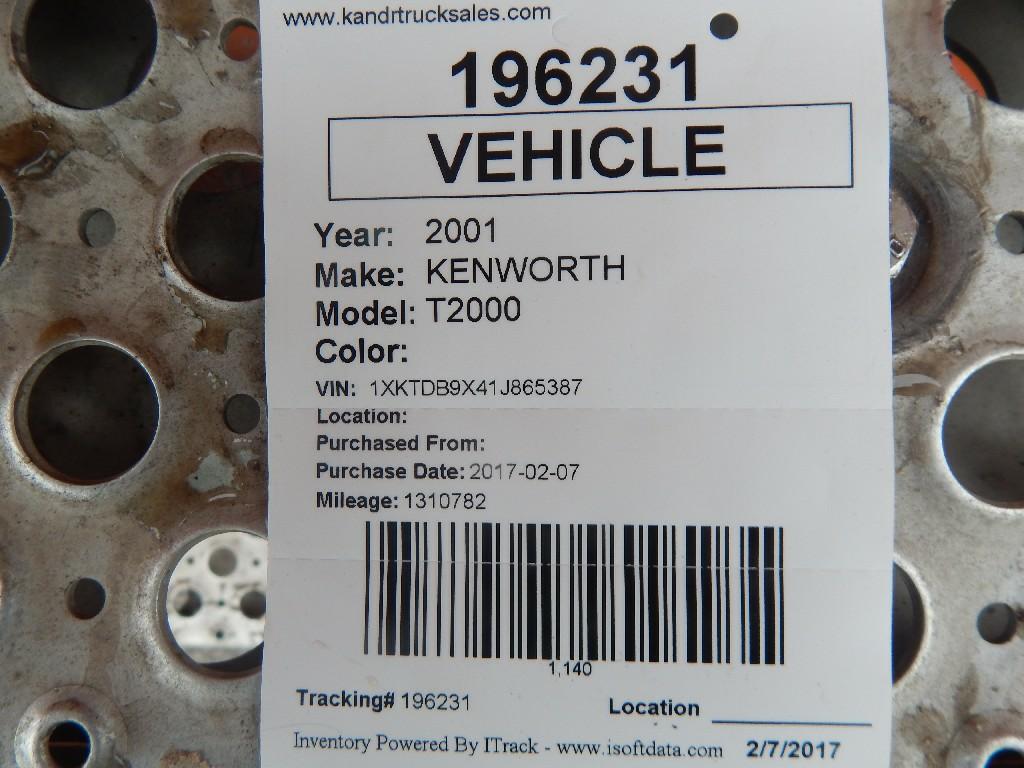 www.kandrtrucksales.com
196231
VEHICLE
Year: 2001
Make: KENWORTH
Model: T2000
Color:
VIN: 1XKTDB9X41J865387
Location:
Purchased From:
Purchase Date: 2017-02-07
Mileage: 1310782
1,140
Tracking# 196231 Location
Inventory Powered By ITrack - www.isoftdata.com 2/7/2017